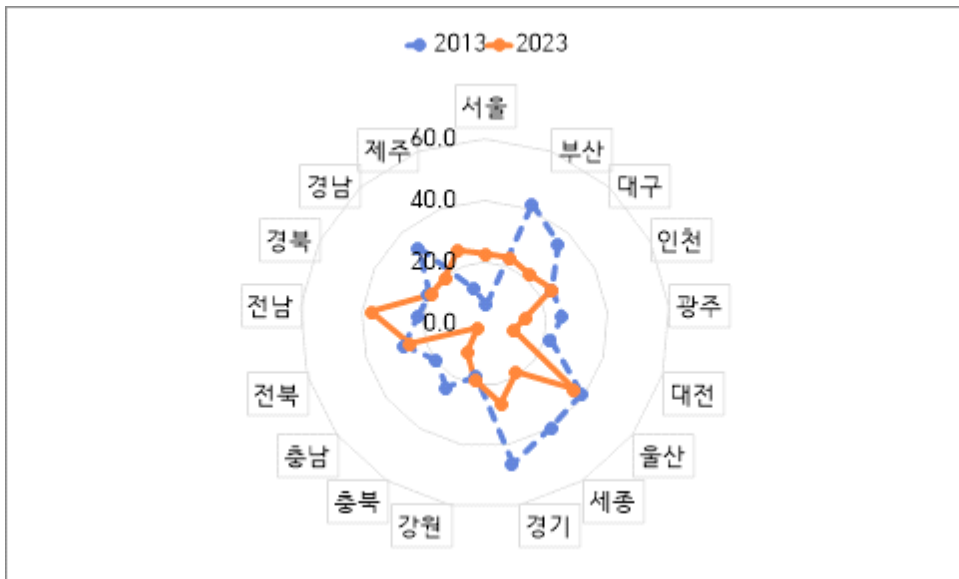 2013 2023
서울
60.0
제주 부산
경남 대구
40.0
경북 인천
20.0
전남 광주
0.0
전북 대전
충남 울산
충북 세종
강원 경기